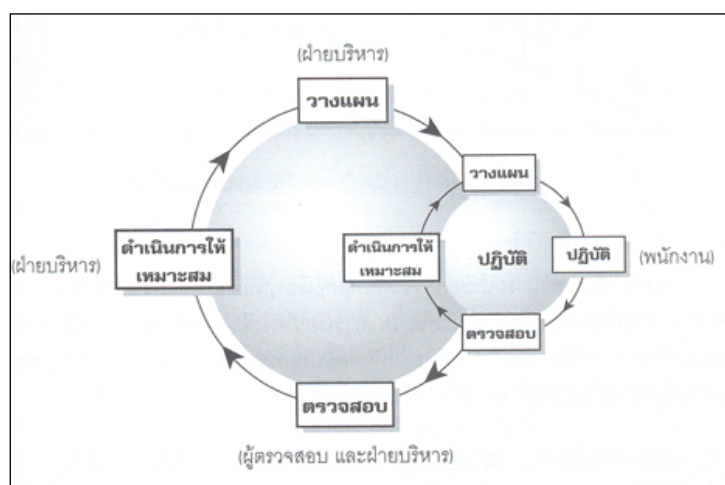 (ฝ่ายบริหาร)
วางแผน
วางแผน
(ฝ่ายบริหาร)
ดำเนินการให้
เหมาะสม
ดำเนินการให้
เหมาะสม
ปฏิบัติ
ปฏิบัติ
(พนักงาน)
ตรวจสอบ
ตรวจสอบ
(ผู้ตรวจสอบ และฝ่ายบริหาร)